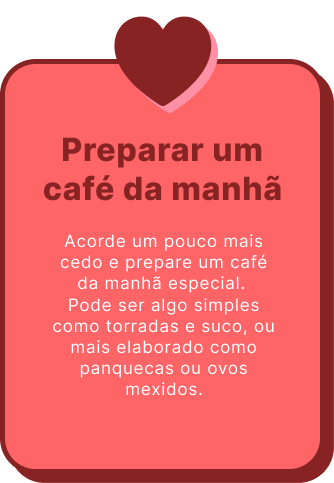 Preparar um
café da manhã
Acorde um pouco mais
cedo e prepare um café
da manhã especial.
Pode ser algo simples
como torradas e suco, ou
mais elaborado como
panquecas ou ovos
mexidos.